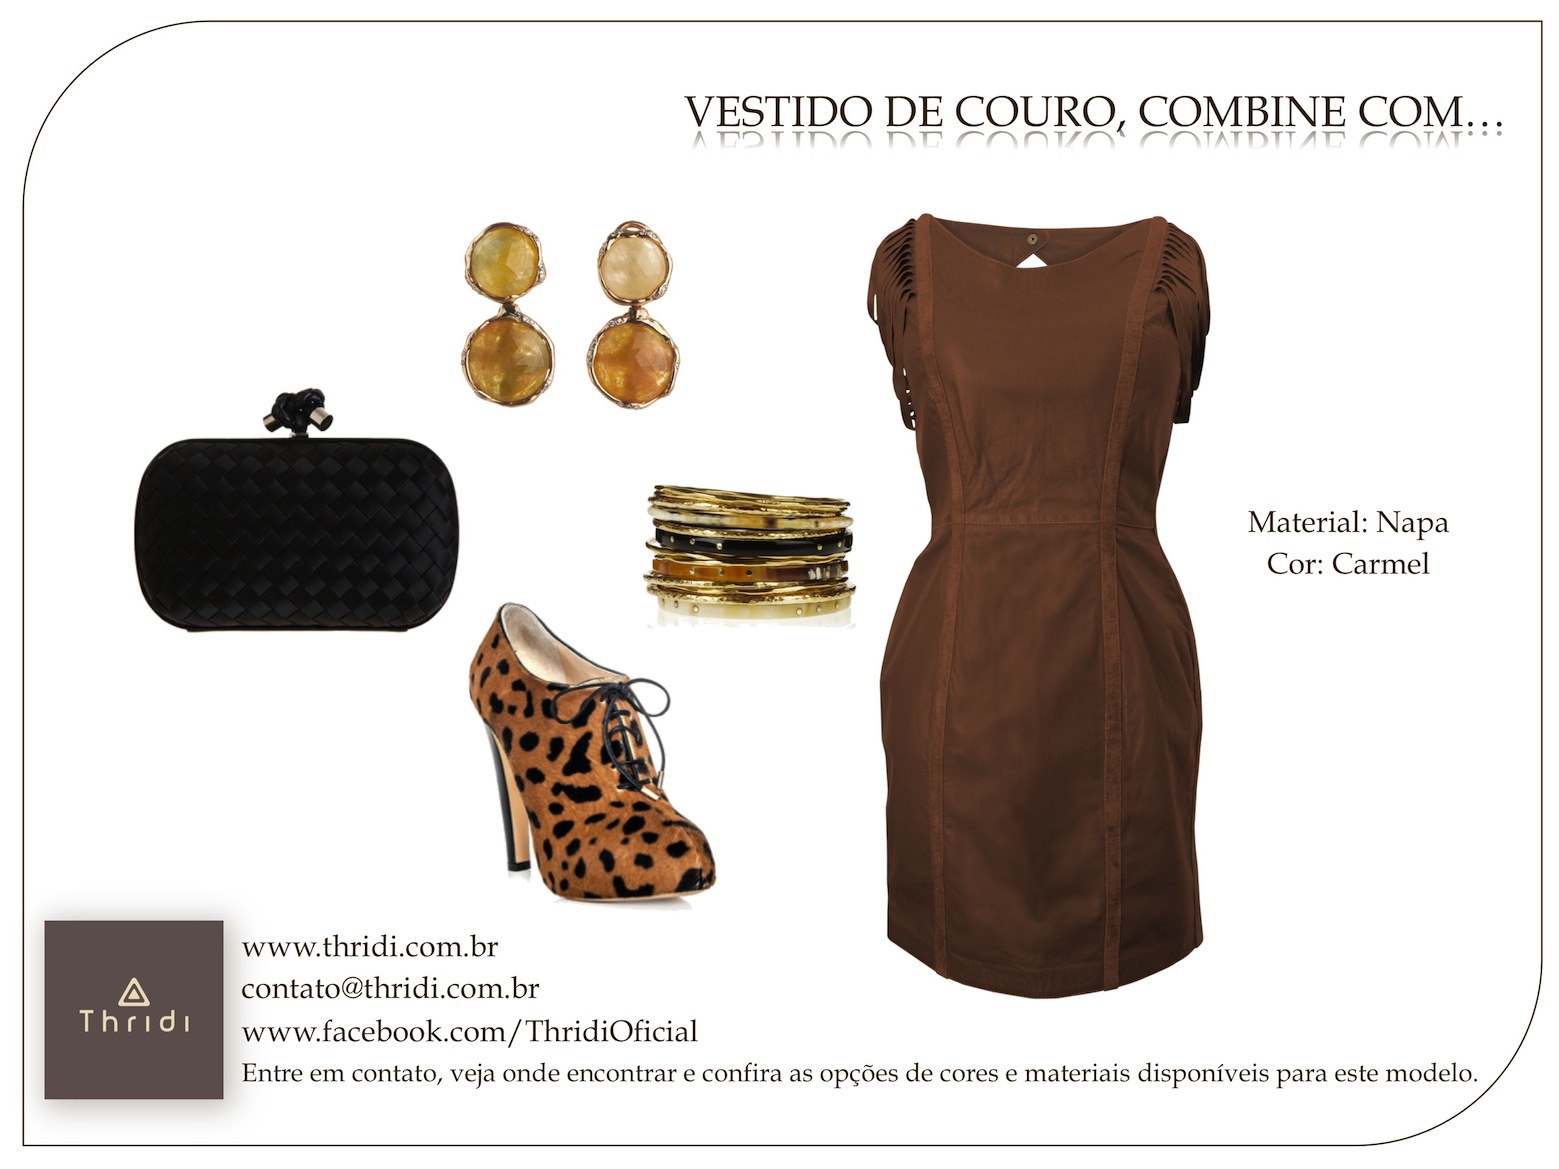 VESTIDO DE COURO, COMBINE COM...
Material: Napa
Cor: Carmel
Thridi
www.thridi.com.br
contato@thridi.com.br
www.facebook.com/ThridiOficial
Entre em contato, veja onde encontrar e confira as opções de cores e materiais disponíveis para este modelo.